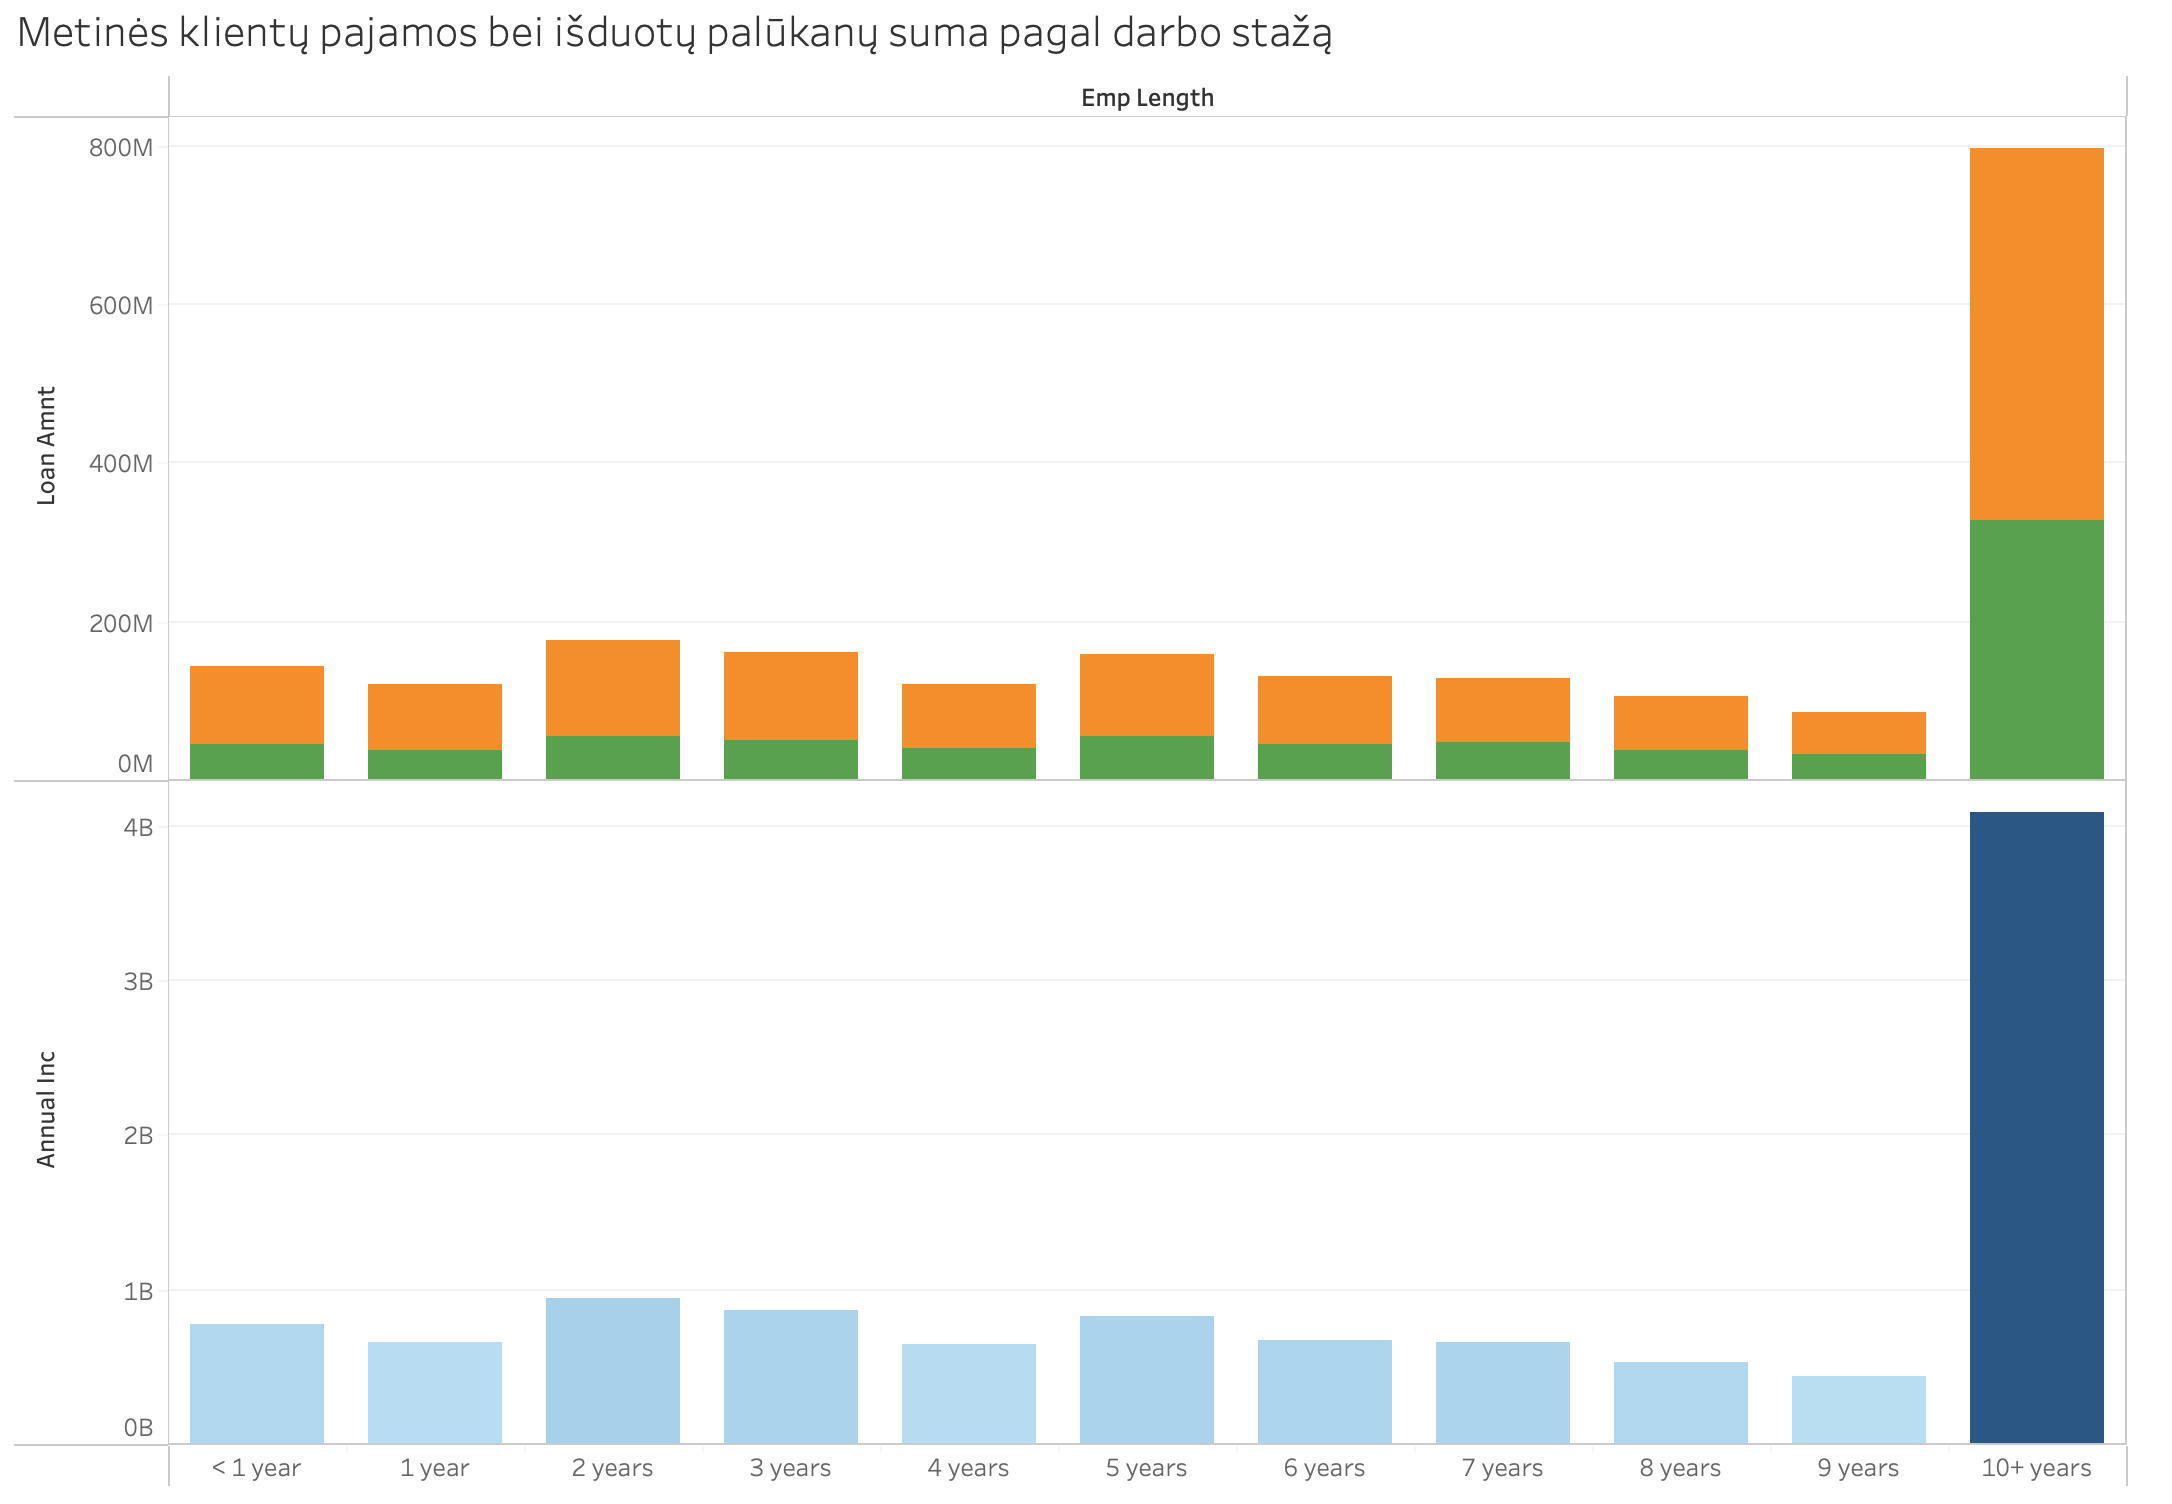 Metinės klientų pajamos bei išduotų palūkanų suma pagal darbo stažą
Emp Length
Loan Amnt
800M
600M
400M
200M
0M
Annual Inc
4B
3B
2B
1B
0B
< 1 year 1 year 2 years 3 years 4 years 5 years 6 years 7 years 8 years 9 years 10+ years